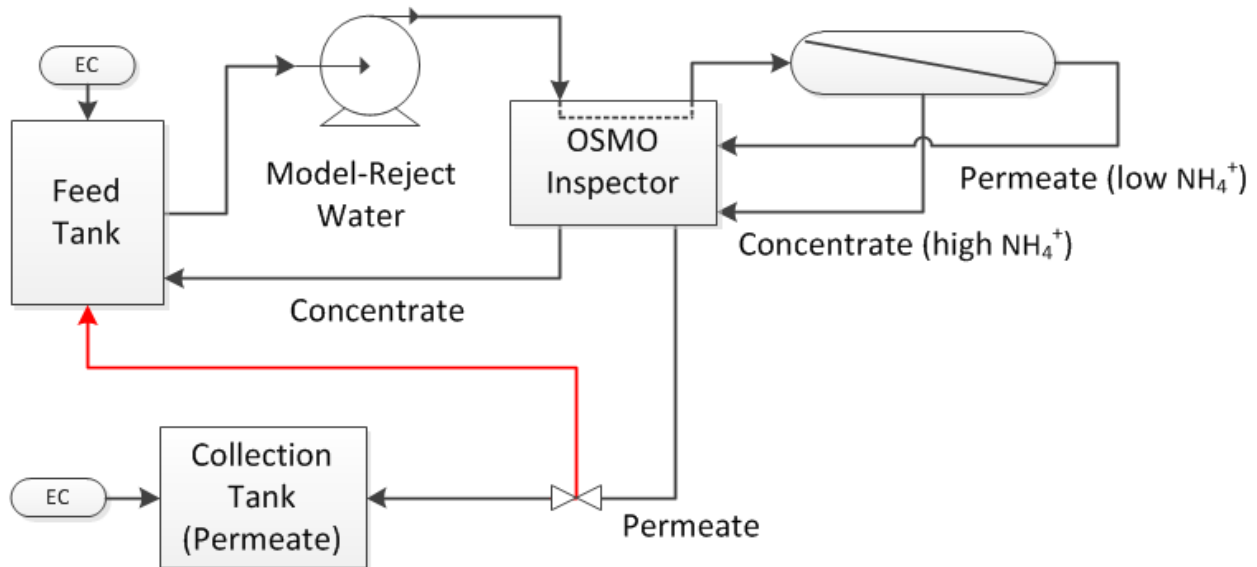 EC
Feed
Tank
Model-Reject
Water
OSMO
Inspector
Permeate (low NH₄⁺)
Concentrate (high NH₄⁺)
Concentrate
Collection
Tank
(Permeate)
EC
Permeate